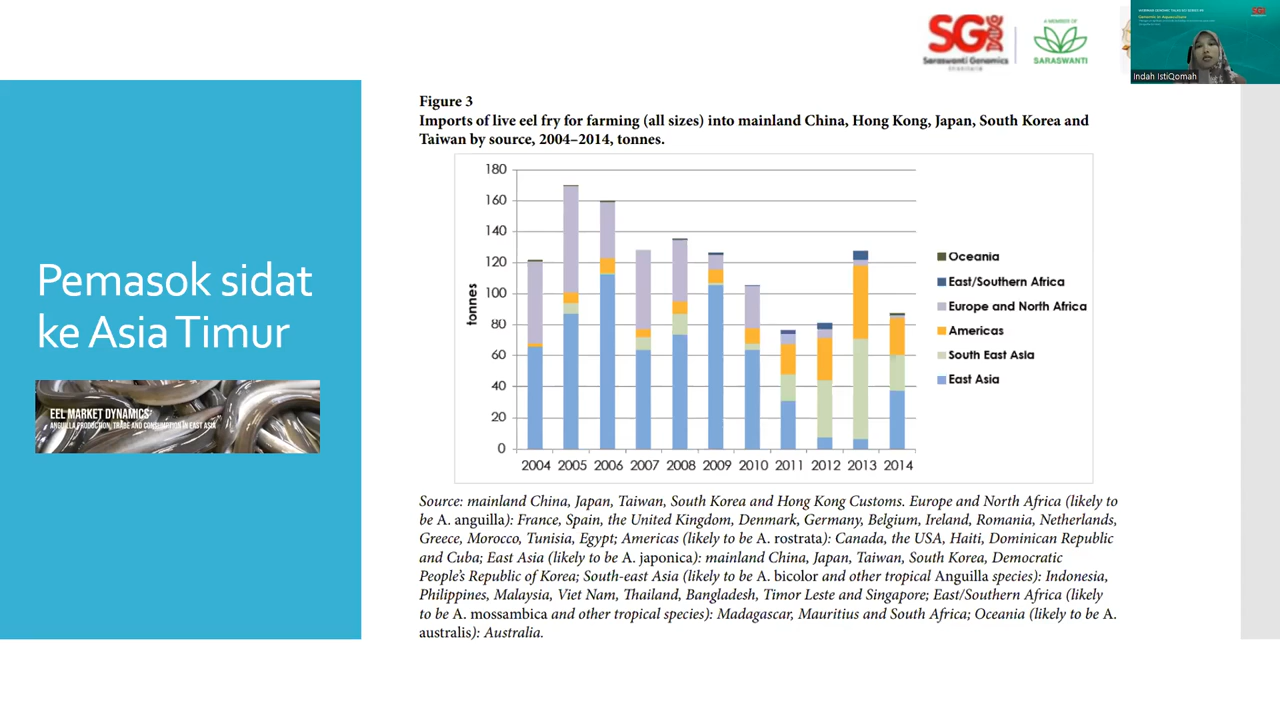 SG
Saraswanti Genomics
A MEMBER OF
SARASWANTI
Genomic in Aquaculture
Indah IstiQomah
Pemasok sidat
ke Asia Timur
EEL MARKET DYNAMICS:
ANGUILLA PRODUCTION, TRADE AND CONSUMPTION IN EAST ASIA
Figure 3
Imports of live eel fry for farming (all sizes) into mainland China, Hong Kong, Japan, South Korea and
Taiwan by source, 2004–2014, tonnes.
180
160
140
120
100
80
60
40
20
0
tonnes
2004 2005 2006 2007 2008 2009 2010 2011 2012 2013 2014
Oceania
East/Southern Africa
Europe and North Africa
Americas
South East Asia
East Asia
Source: mainland China, Japan, Taiwan, South Korea and Hong Kong Customs. Europe and North Africa (likely to
be A. anguilla): France, Spain, the United Kingdom, Denmark, Germany, Belgium, Ireland, Romania, Netherlands,
Greece, Morocco, Tunisia, Egypt; Americas (likely to be A. rostrata): Canada, the USA, Haiti, Dominican Republic
and Cuba; East Asia (likely to be A. japonica): mainland China, Japan, Taiwan, South Korea, Democratic
People's Republic of Korea; South-east Asia (likely to be A. bicolor and other tropical Anguilla species): Indonesia,
Philippines, Malaysia, Viet Nam, Thailand, Bangladesh, Timor Leste and Singapore; East/Southern Africa (likely
to be A. mossambica and other tropical species): Madagascar, Mauritius and South Africa; Oceania (likely to be A.
australis): Australia.